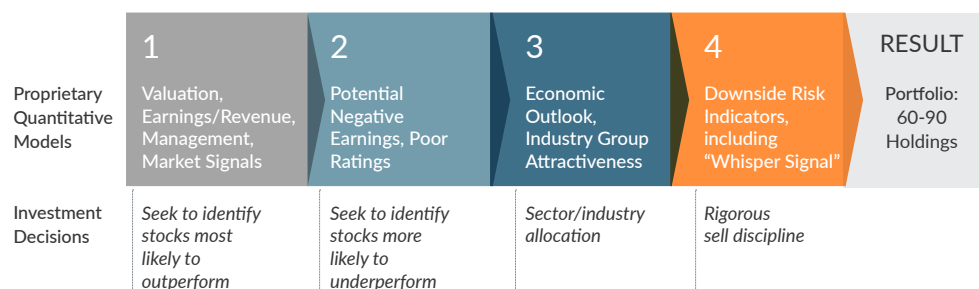 1
2
3
4
RESULT
Proprietary
Quantitative
Models
Valuation,
Earnings/Revenue,
Management,
Market Signals
Potential
Negative
Earnings, Poor
Ratings
Economic
Outlook,
Industry Group
Attractiveness
Downside Risk
Indicators,
including
“Whisper Signal”
Portfolio:
60-90
Holdings
Investment
Decisions
Seek to identify
stocks most
likely to
outperform
Seek to identify
stocks more
likely to
underperform
Sector/industry
allocation
Rigorous
sell discipline